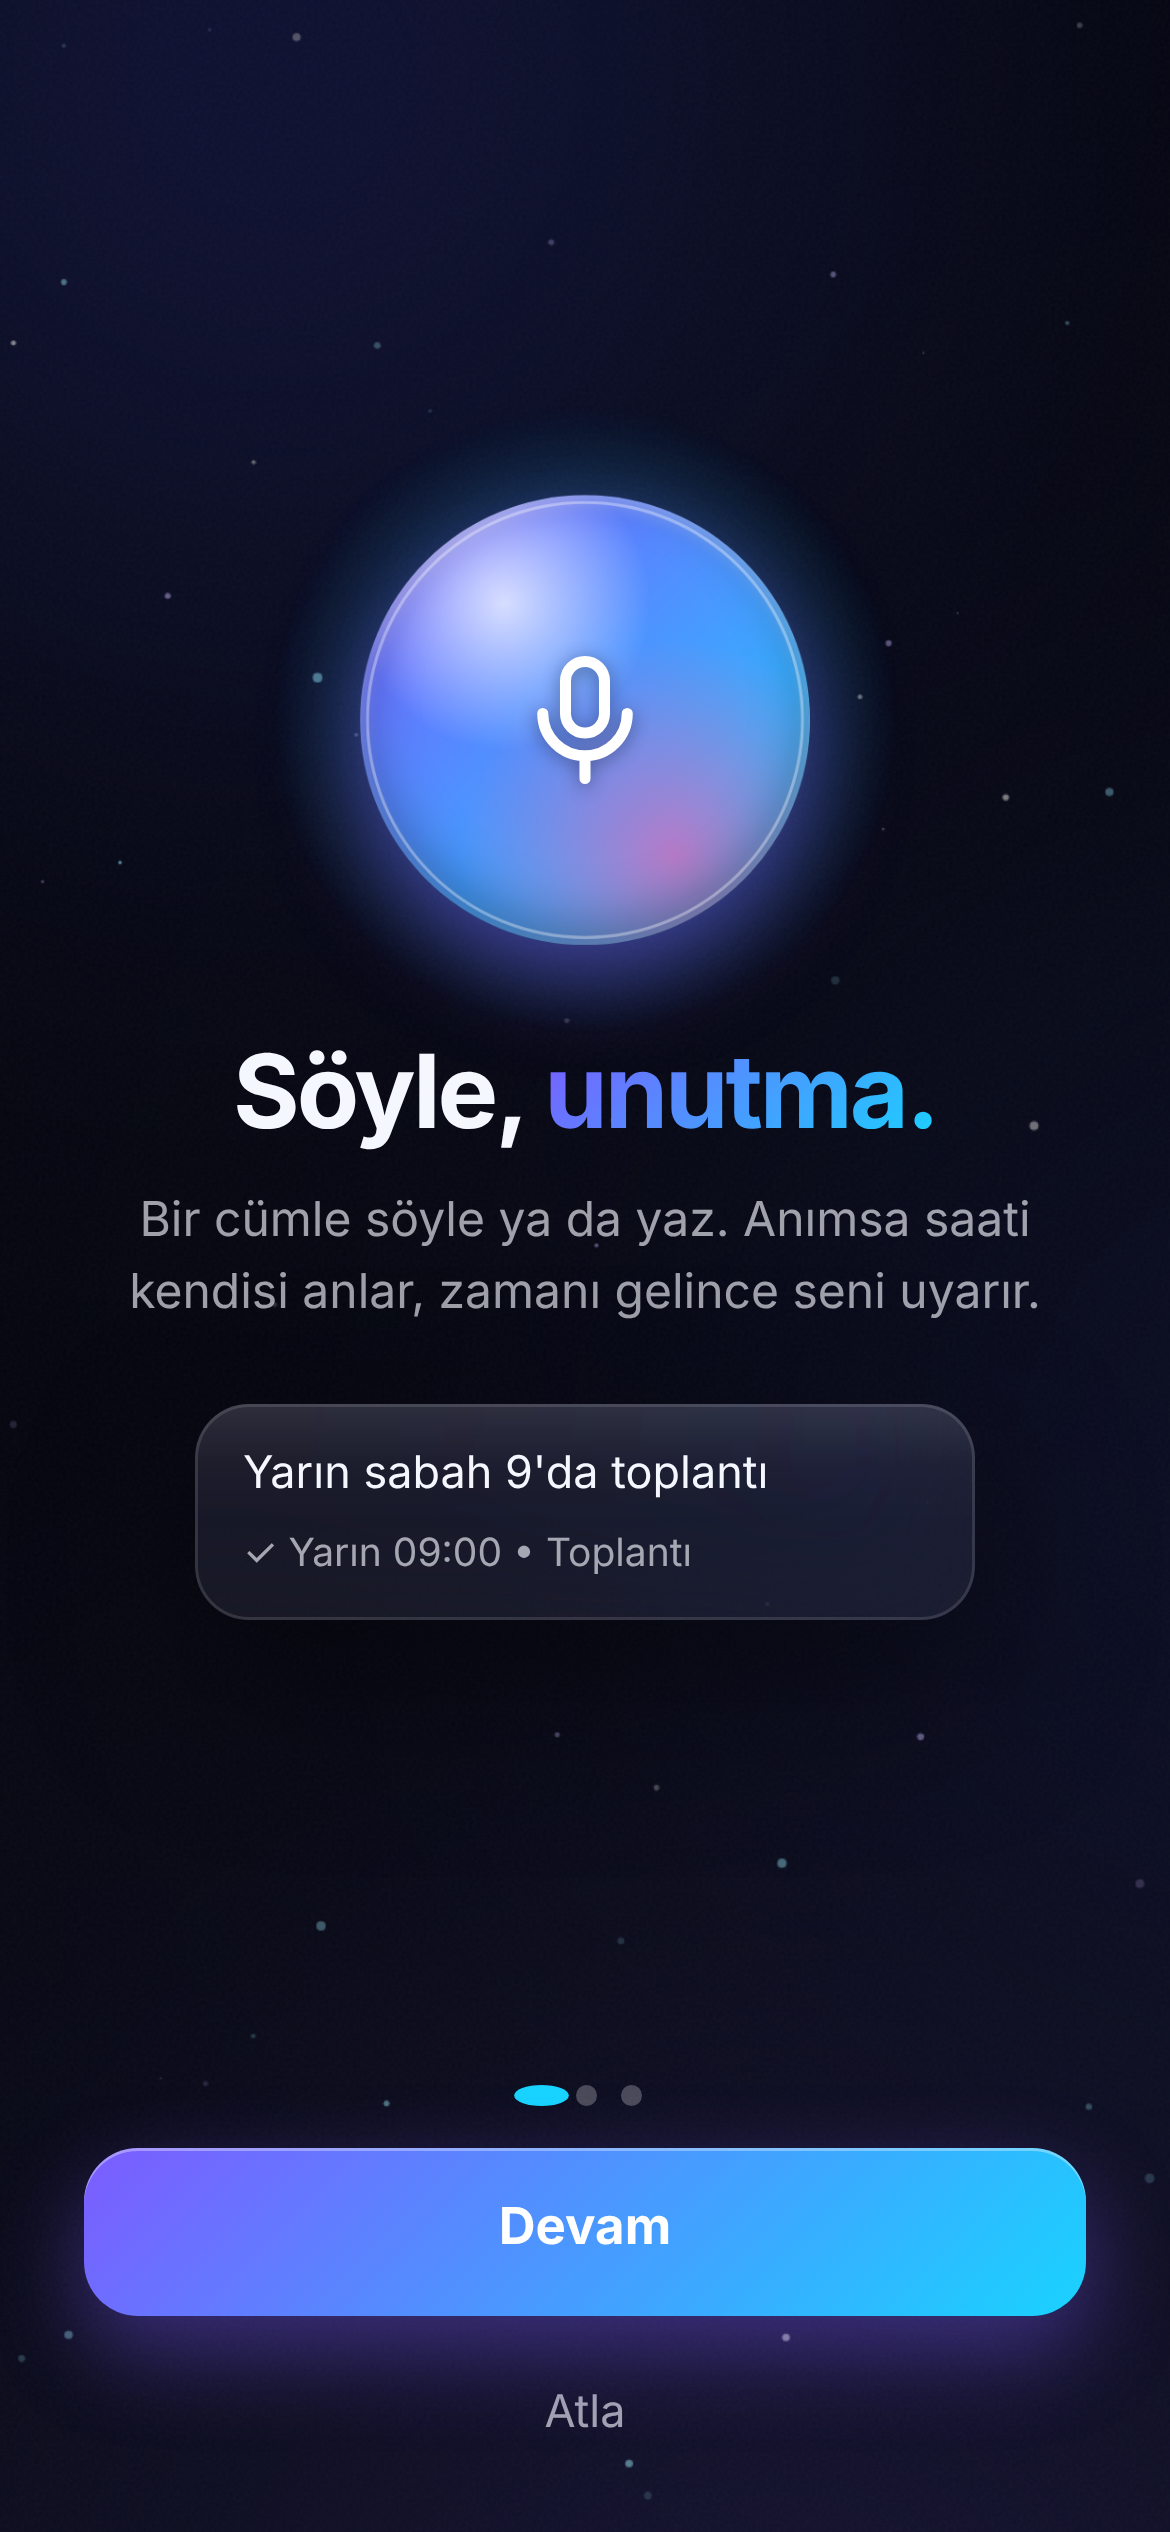 Söyle, unutma.
Bir cümle söyle ya da yaz. Anımsa saati
kendisi anlar, zamanı gelince seni uyarır.
Yarın sabah 9'da toplantı
✓ Yarın 09:00 • Toplantı
Devam
Atla